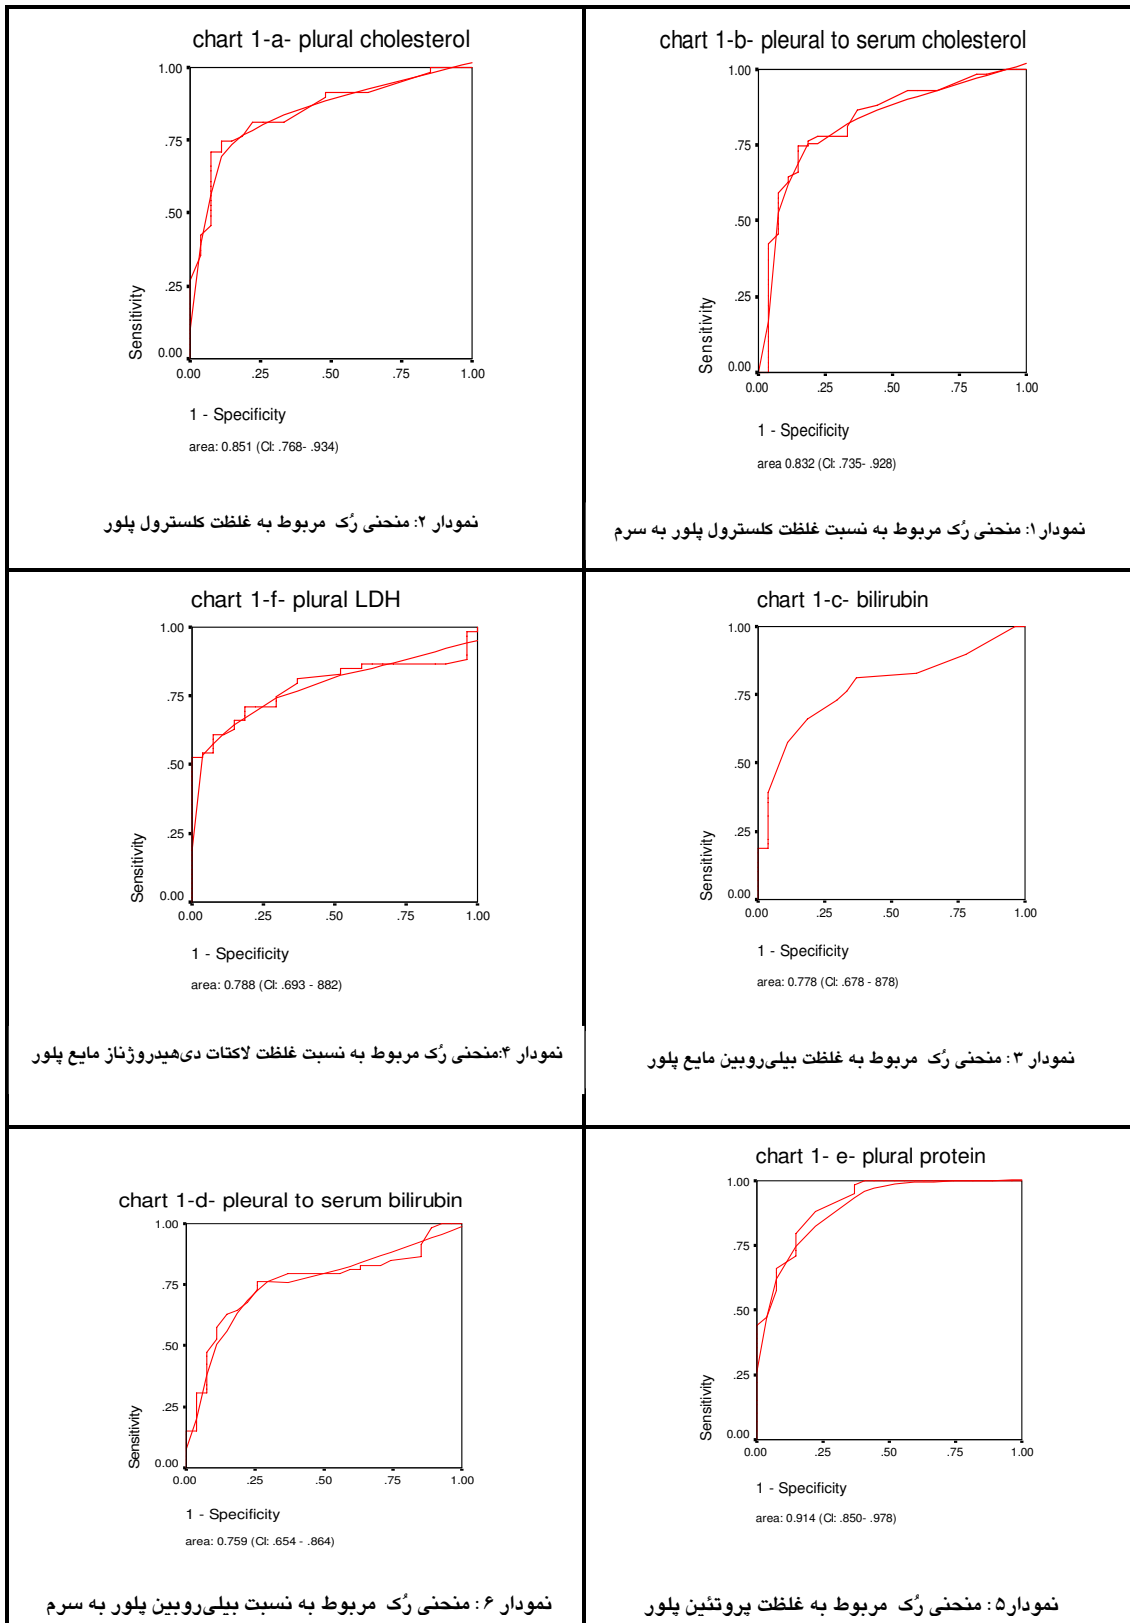 chart 1-a- plural cholesterol
1.00
.75
.50
.25
0.00
Sensitivity
0.00 .25 .50 .75 1.00
1 - Specificity
area: 0.851 (CI: .768- .934)
نمودار ۲: منحنی رُک مربوط به غلظت کلسترول پلور
chart 1-b- pleural to serum cholesterol
1.00
.75
.50
.25
0.00
Sensitivity
0.00 .25 .50 .75 1.00
1 - Specificity
area 0.832 (CI: .735- .928)
نمودار ۱: منحنی رُک مربوط به نسبت غلظت کلسترول پلور به سرم
chart 1-f- plural LDH
1.00
.75
.50
.25
0.00
Sensitivity
0.00 .25 .50 .75 1.00
1 - Specificity
area: 0.788 (CI: .693 - 882)
نمودار ۴:منحنی رُک مربوط به نسبت غلظت لاکتات دی‌هیدروژناز مایع پلور
chart 1-c- bilirubin
1.00
.75
.50
.25
0.00
Sensitivity
0.00 .25 .50 .75 1.00
1 - Specificity
area: 0.778 (CI: .678 - 878)
نمودار ۳ : منحنی رُک مربوط به غلظت بیلی‌روبین مایع پلور
chart 1-d- pleural to serum bilirubin
1.00
.75
.50
.25
0.00
Sensitivity
0.00 .25 .50 .75 1.00
1 - Specificity
area: 0.759 (CI: .654 - .864)
نمودار ۶ : منحنی رُک مربوط به نسبت بیلی‌روبین پلور به سرم
chart 1- e- plural protein
1.00
.75
.50
.25
0.00
Sensitivity
0.00 .25 .50 .75 1.00
1 - Specificity
area: 0.914 (CI: .850- .978)
نمودار۵ : منحنی رُک مربوط به غلظت پروتئین پلور